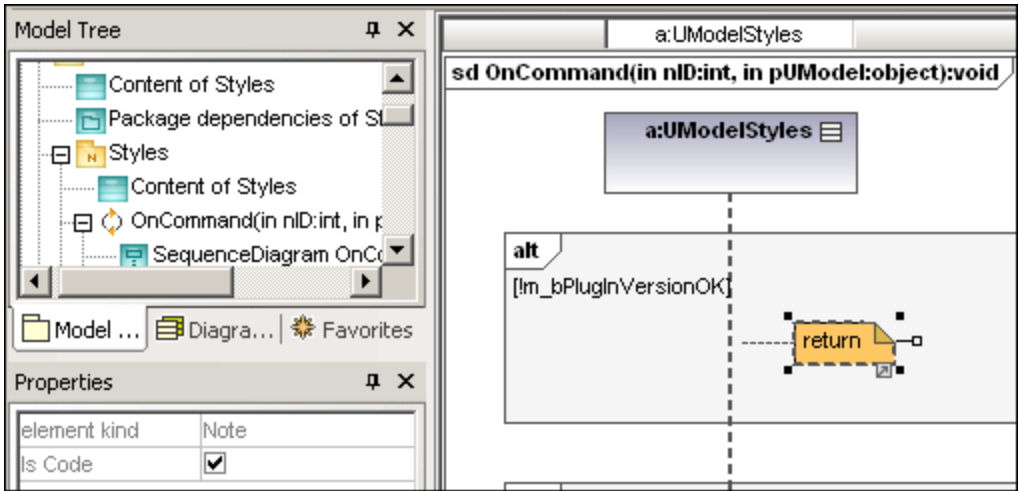 Model Tree
Content of Styles
Package dependencies of St
Styles
Content of Styles
OnCommand(in nID:int, in p
SequenceDiagram OnCo
Model ...
Diagra...
Favorites
Properties
element kind Note
Is Code
a:UModelStyles
sd OnCommand(in nID:int, in pUModel:object):void
a:UModelStyles
alt
[!m_bPlugInVersionOK]
return